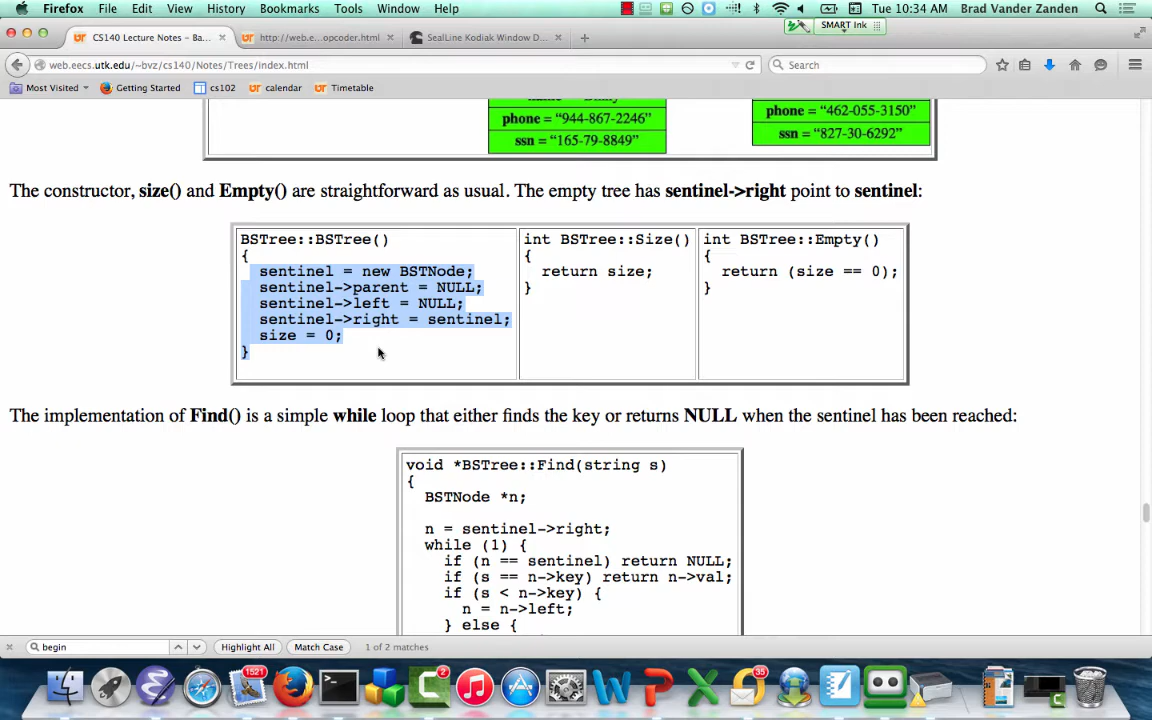 Firefox File Edit View History Bookmarks Tools Window Help Tue 10:34 AM Brad Vander Zanden
SMART Ink
CS140 Lecture Notes – Ba... http://web.e...opcoder.html SealLine Kodiak Window D...
web.eecs.utk.edu/~bvz/cs140/Notes/Trees/index.html Search
Most Visited Getting Started cs102 calendar Timetable
phone = “944-867-2246”
ssn = “165-79-8849”
phone = “462-055-3150”
ssn = “827-30-6292”
The constructor, size() and Empty() are straightforward as usual. The empty tree has sentinel->right point to sentinel:
BSTree::BSTree()
{
sentinel = new BSTNode;
sentinel->parent = NULL;
sentinel->left = NULL;
sentinel->right = sentinel;
size = 0;
}
int BSTree::Size()
{
return size;
}
int BSTree::Empty()
{
return (size == 0);
}
The implementation of Find() is a simple while loop that either finds the key or returns NULL when the sentinel has been reached:
void *BSTree::Find(string s)
{
BSTNode *n;
n = sentinel->right;
while (1) {
if (n == sentinel) return NULL;
if (s == n->key) return n->val;
if (s < n->key) {
n = n->left;
} else {
begin Highlight All Match Case 1 of 2 matches
1521 2 35